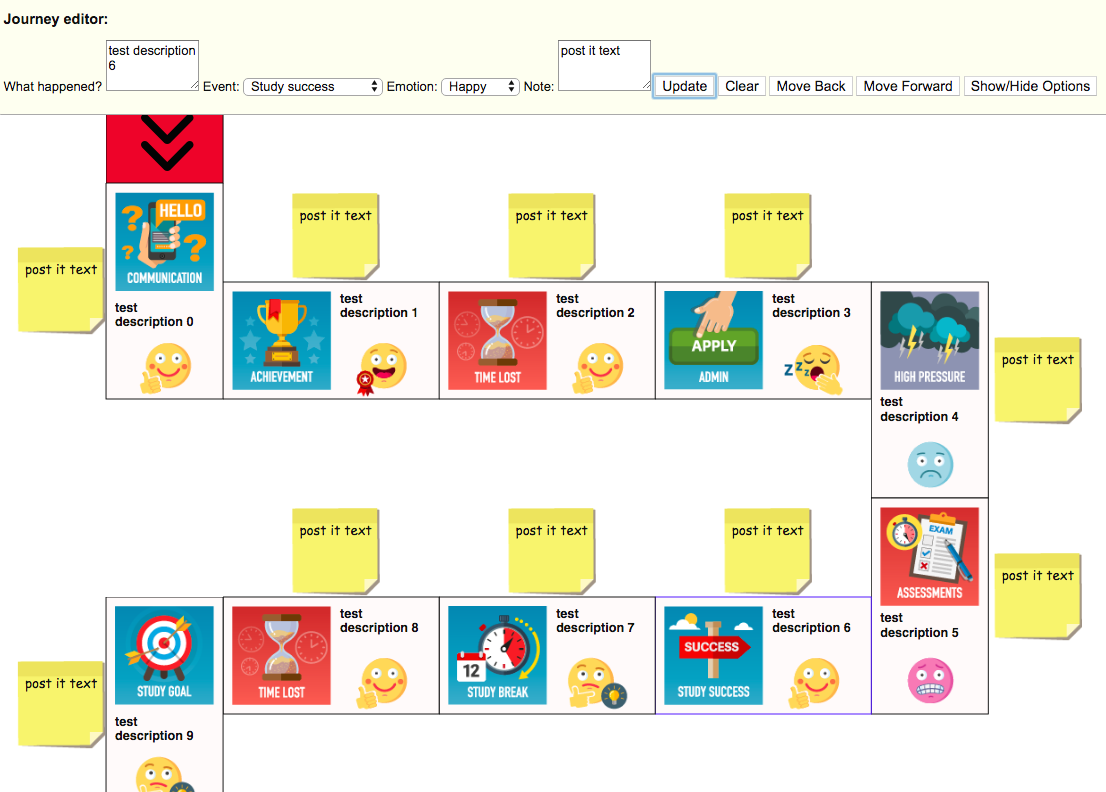 Journey editor:
test description
6
post it text
What happened? Event: Study success Emotion: Happy Note: Update Clear Move Back Move Forward Show/Hide Options
HELLO
COMMUNICATION
post it text
test
description 0
post it text
ACHIEVEMENT
test
description 1
post it text
TIME LOST
test
description 2
post it text
APPLY
ADMIN
test
description 3
z z z
HIGH PRESSURE
test
description 4
post it text
EXAM
ASSESSMENTS
test
description 5
post it text
post it text
SUCCESS
STUDY SUCCESS
test
description 6
post it text
12
STUDY BREAK
test
description 7
post it text
TIME LOST
test
description 8
STUDY GOAL
post it text
test
description 9